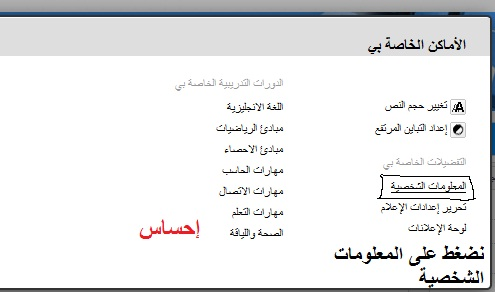 الأماكن الخاصة بي
تغيير حجم النص
إعداد التباين المرتفع
التفضيلات الخاصة بي
المعلومات الشخصية
تحرير إعدادات الإعلام
لوحة الإعلانات
نضغط على المعلومات
الشخصية
الدورات التدريبية الخاصة بي
اللغة الانجليزية
مبادئ الرياضيات
مبادئ الاحصاء
مهارات الحاسب
مهارات الاتصال
مهارات التعلم
الصحة واللياقة
إحساس